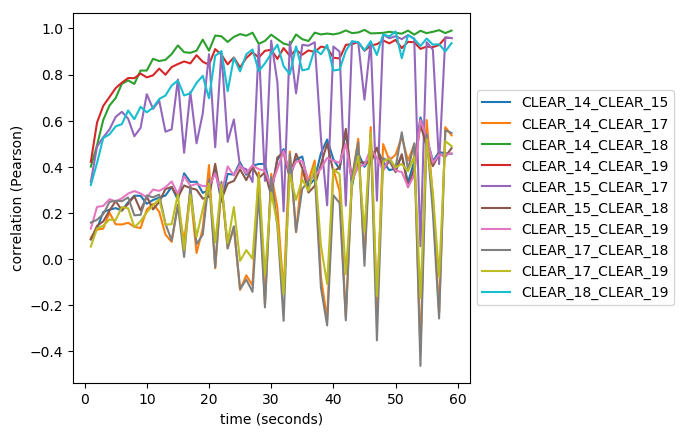 1.0
0.8
0.6
0.4
0.2
0.0
−0.2
−0.4
correlation (Pearson)
0
10
20
30
40
50
60
time (seconds)
CLEAR_14_CLEAR_15
CLEAR_14_CLEAR_17
CLEAR_14_CLEAR_18
CLEAR_14_CLEAR_19
CLEAR_15_CLEAR_17
CLEAR_15_CLEAR_18
CLEAR_15_CLEAR_19
CLEAR_17_CLEAR_18
CLEAR_17_CLEAR_19
CLEAR_18_CLEAR_19